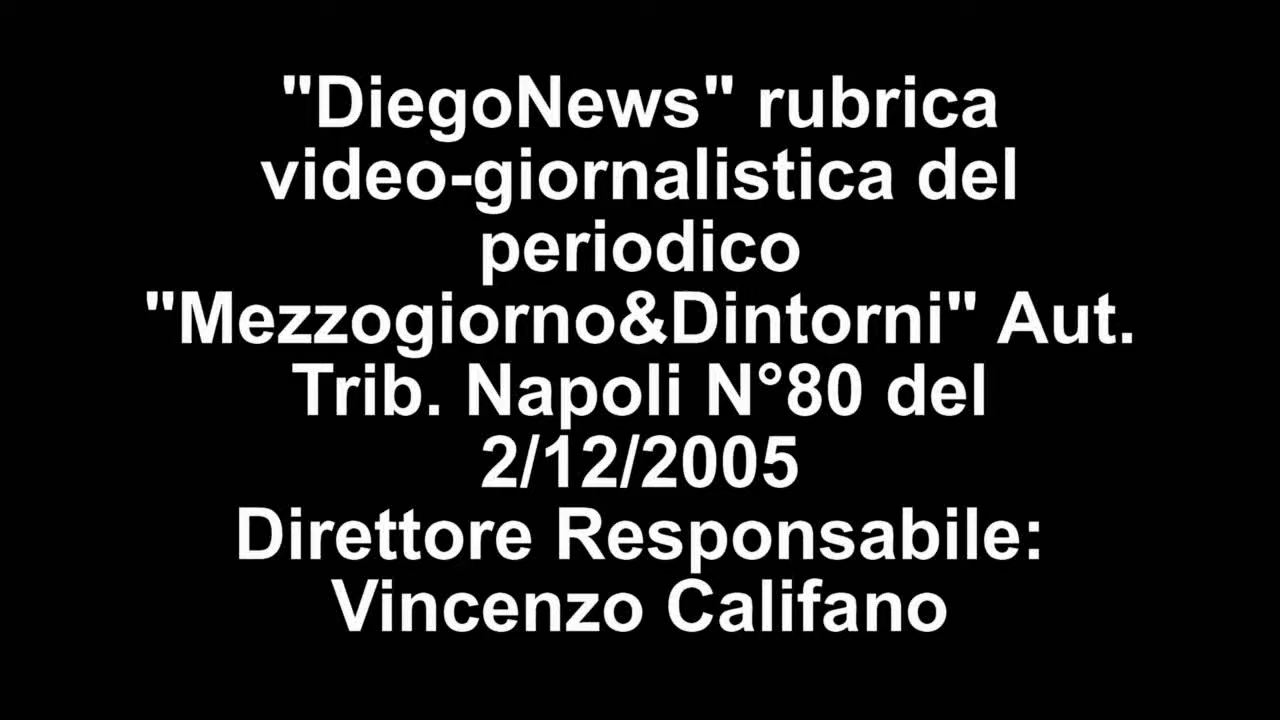 "DiegoNews" rubrica
video-giornalistica del
periodico
"Mezzogiorno&Dintorni" Aut.
Trib. Napoli N°80 del
2/12/2005
Direttore Responsabile:
Vincenzo Califano